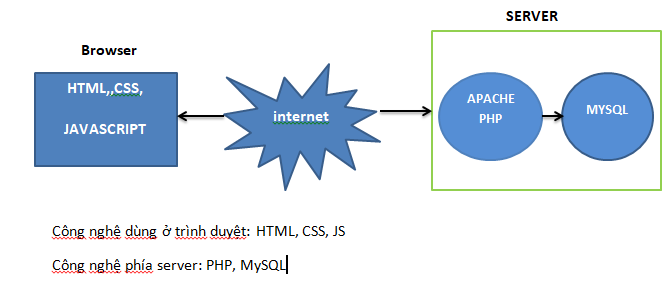 SERVER
Browser
HTML,,CSS,
JAVASCRIPT
internet
APACHE
PHP
MYSQL
Công nghệ dùng ở trình duyệt: HTML, CSS, JS
Công nghệ phía server: PHP, MySQL